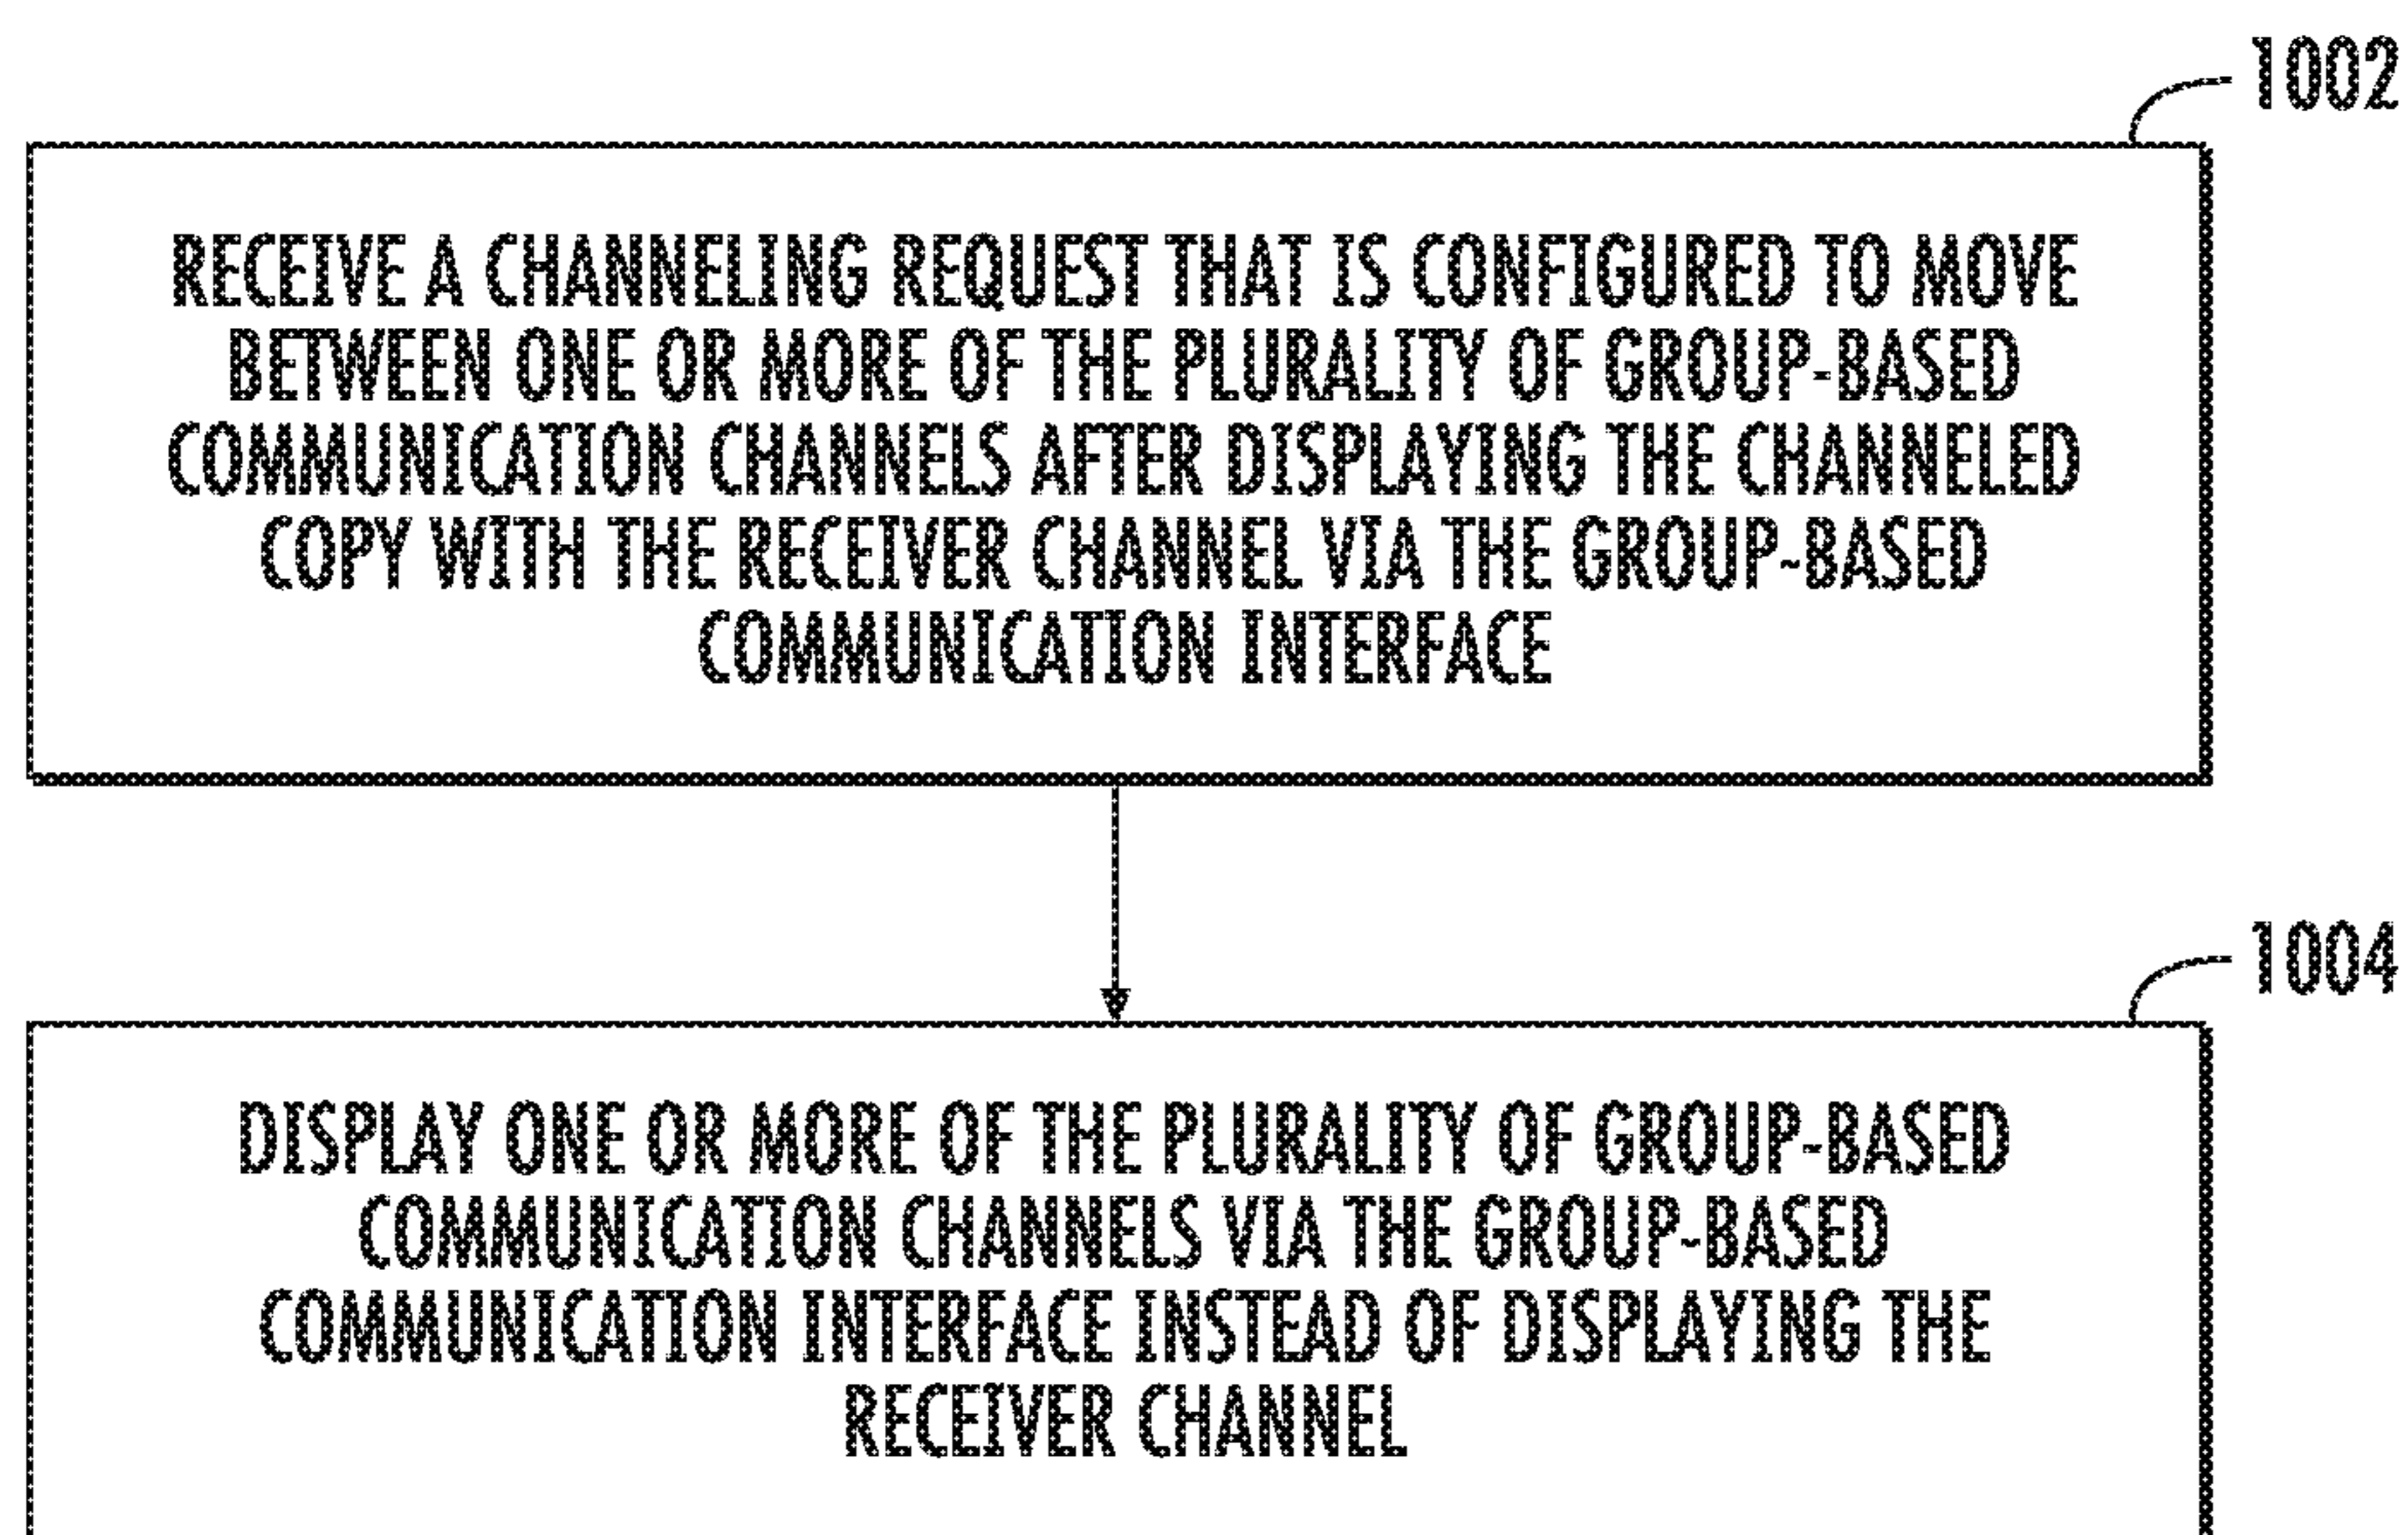 1002
RECEIVE A CHANNELING REQUEST THAT IS CONFIGURED TO MOVE
BETWEEN ONE OR MORE OF THE PLURALITY OF GROUP-BASED
COMMUNICATION CHANNELS AFTER DISPLAYING THE CHANNELED
COPY WITH THE RECEIVER CHANNEL VIA THE GROUP-BASED
COMMUNICATION INTERFACE
1004
DISPLAY ONE OR MORE OF THE PLURALITY OF GROUP-BASED
COMMUNICATION CHANNELS VIA THE GROUP-BASED
COMMUNICATION INTERFACE INSTEAD OF DISPLAYING THE
RECEIVER CHANNEL